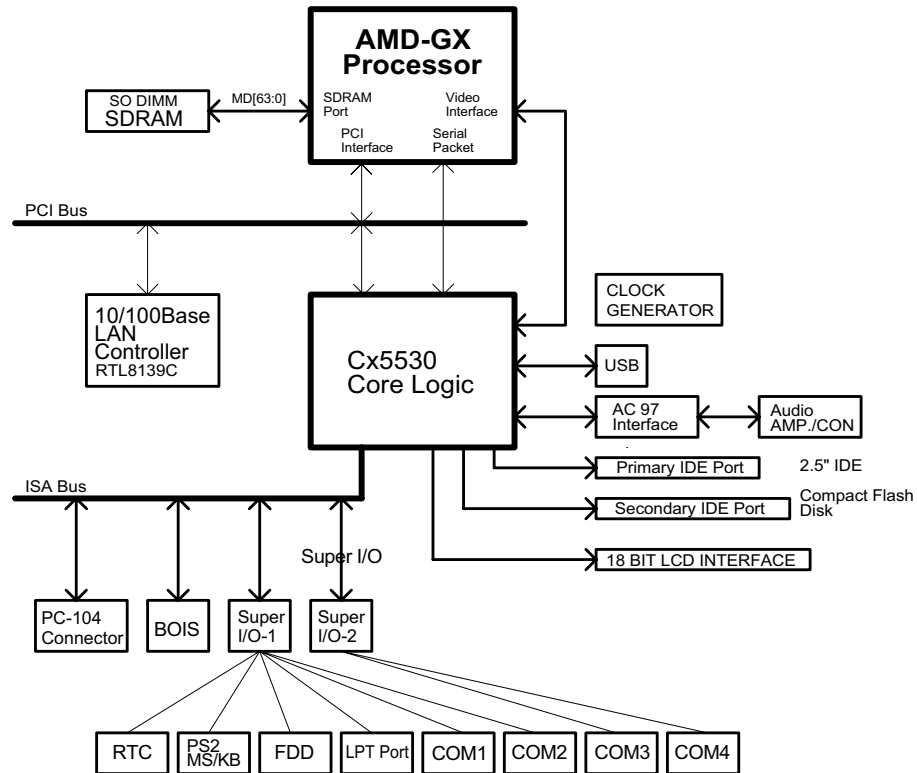 AMD-GX
Processor
SDRAM
Port
Video
Interface
PCI
Interface
Serial
Packet
SO DIMM
SDRAM
MD[63:0]
PCI Bus
10/100Base
LAN
Controller
RTL8139C
Cx5530
Core Logic
CLOCK
GENERATOR
USB
AC 97
Interface
Audio
AMP./CON
Primary IDE Port
2.5" IDE
Secondary IDE Port
Compact Flash
Disk
18 BIT LCD INTERFACE
ISA Bus
Super I/O
PC-104
Connector
BOIS
Super
I/O-1
Super
I/O-2
RTC
PS2
MS/KB
FDD
LPT Port
COM1
COM2
COM3
COM4